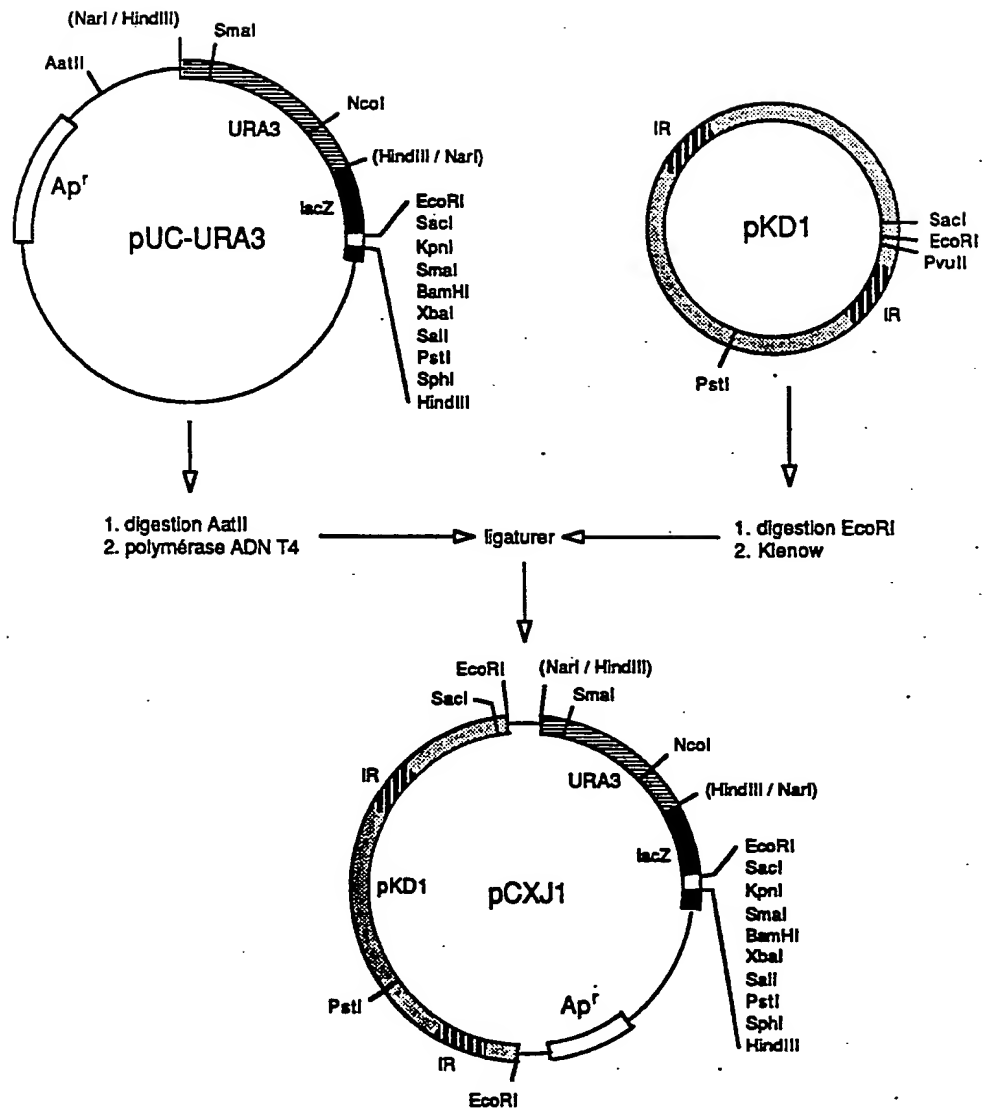 (NarI / HindIII)
SmaI
AatII
NcoI
URA3
(HindIII / NarI)
Apr
lacZ
pUC-URA3
EcoRI
SacI
KpnI
SmaI
BamHI
XbaI
SalI
PstI
SphI
HindIII
IR
pKD1
SacI
EcoRI
PvuII
IR
PstI
1. digestion AatII
2. polymérase ADN T4
ligaturer
1. digestion EcoRI
2. Klenow
EcoRI
(NarI / HindIII)
SacI
SmaI
IR
NcoI
URA3
(HindIII / NarI)
lacZ
pKD1
pCXJ1
EcoRI
SacI
KpnI
SmaI
BamHI
XbaI
SalI
PstI
SphI
HindIII
PstI
Apr
IR
EcoRI